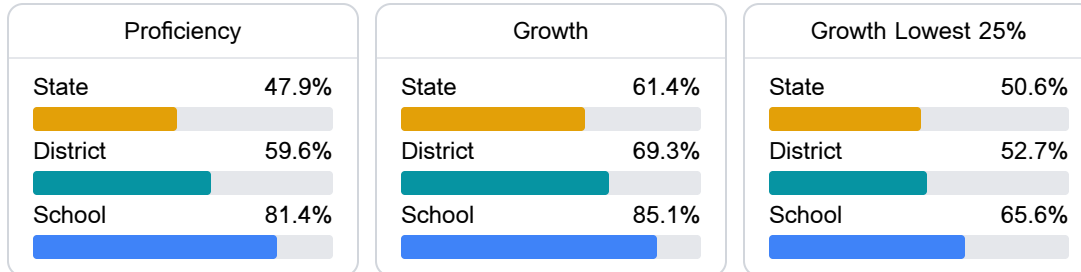 Proficiency
State 47.9%
District 59.6%
School 81.4%
Growth
State 61.4%
District 69.3%
School 85.1%
Growth Lowest 25%
State 50.6%
District 52.7%
School 65.6%